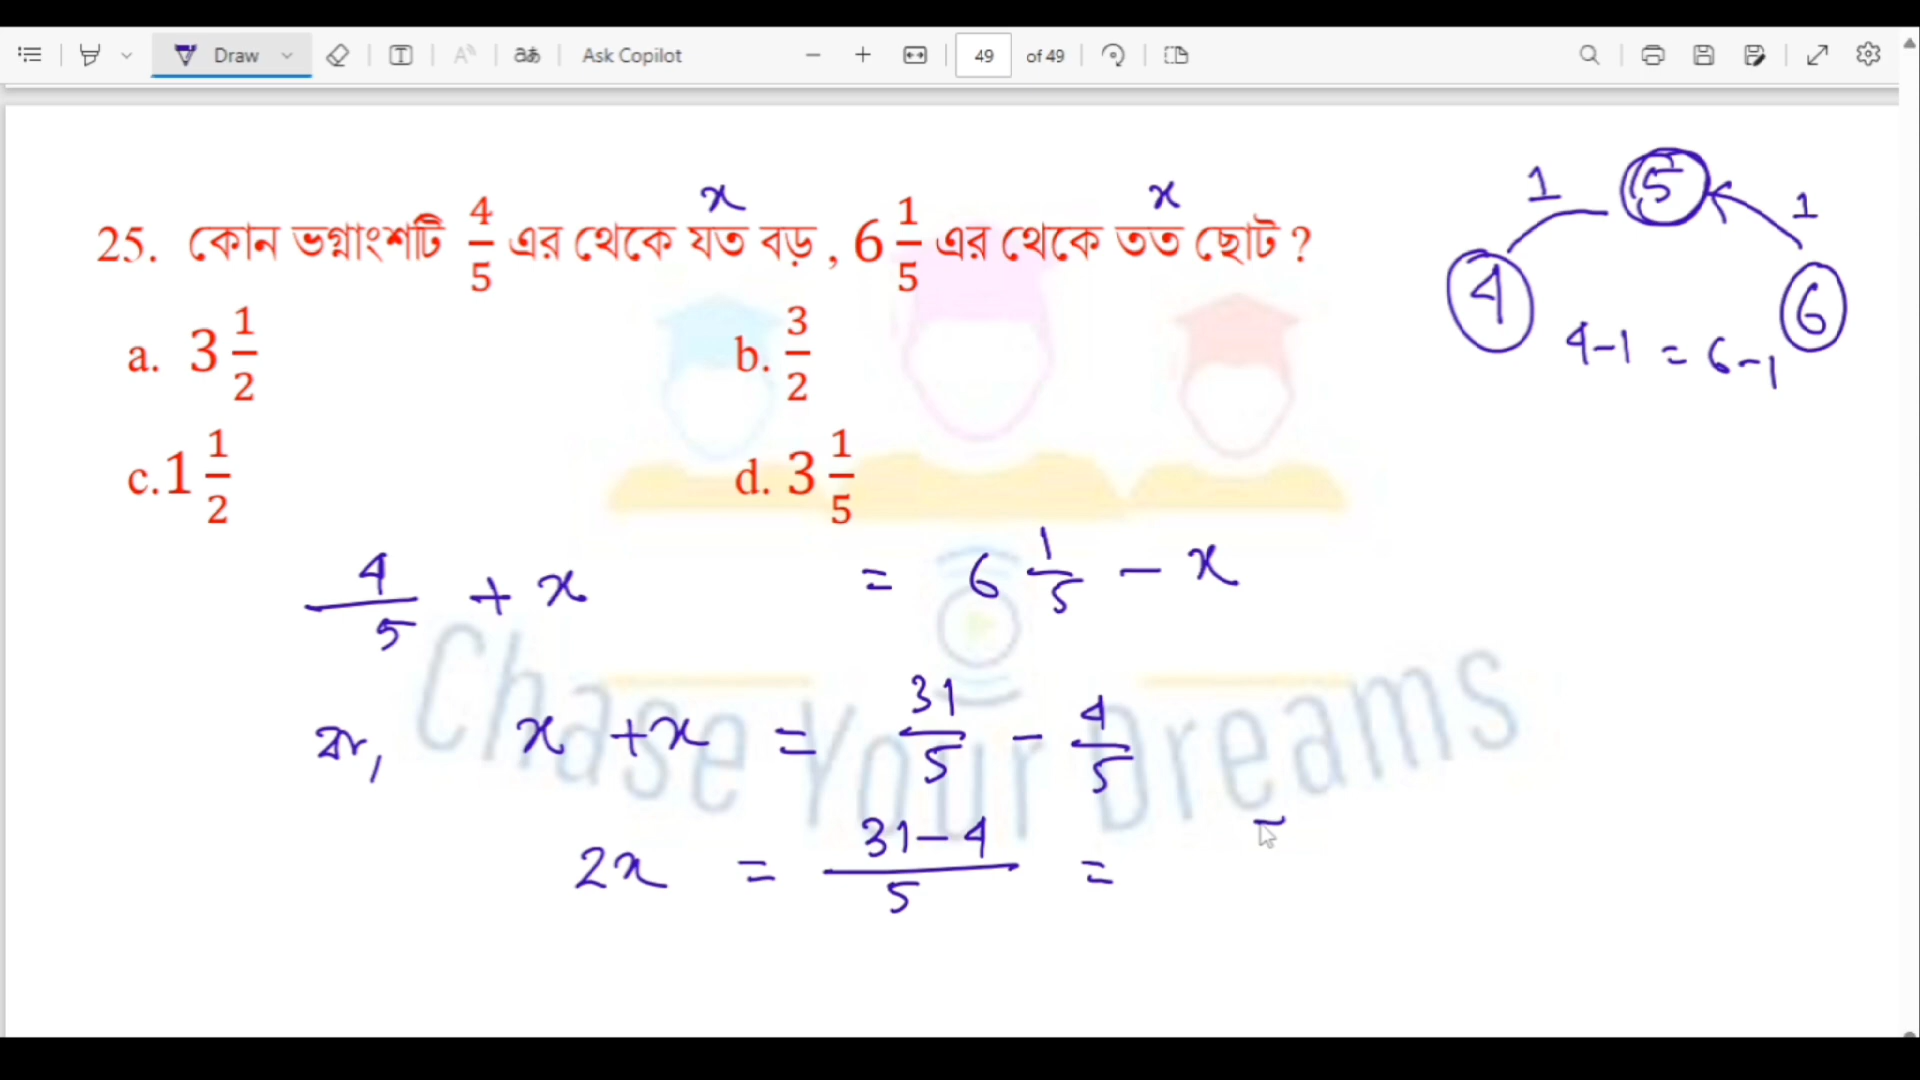 Draw Ask Copilot 49 of 49
25. কোন ভগ্নাংশটি 4/5 এর থেকে যত বড় , 6 1/5 এর থেকে তত ছোট ?
x x
a. 3 1/2 b. 3/2
c. 1 1/2 d. 3 1/5
1 5 1
4 6
4-1 = 6-1
4/5 + x = 6 1/5 - x
বা, x + x = 31/5 - 4/5
2x = 31-4/5 =
Chase Your Dreams